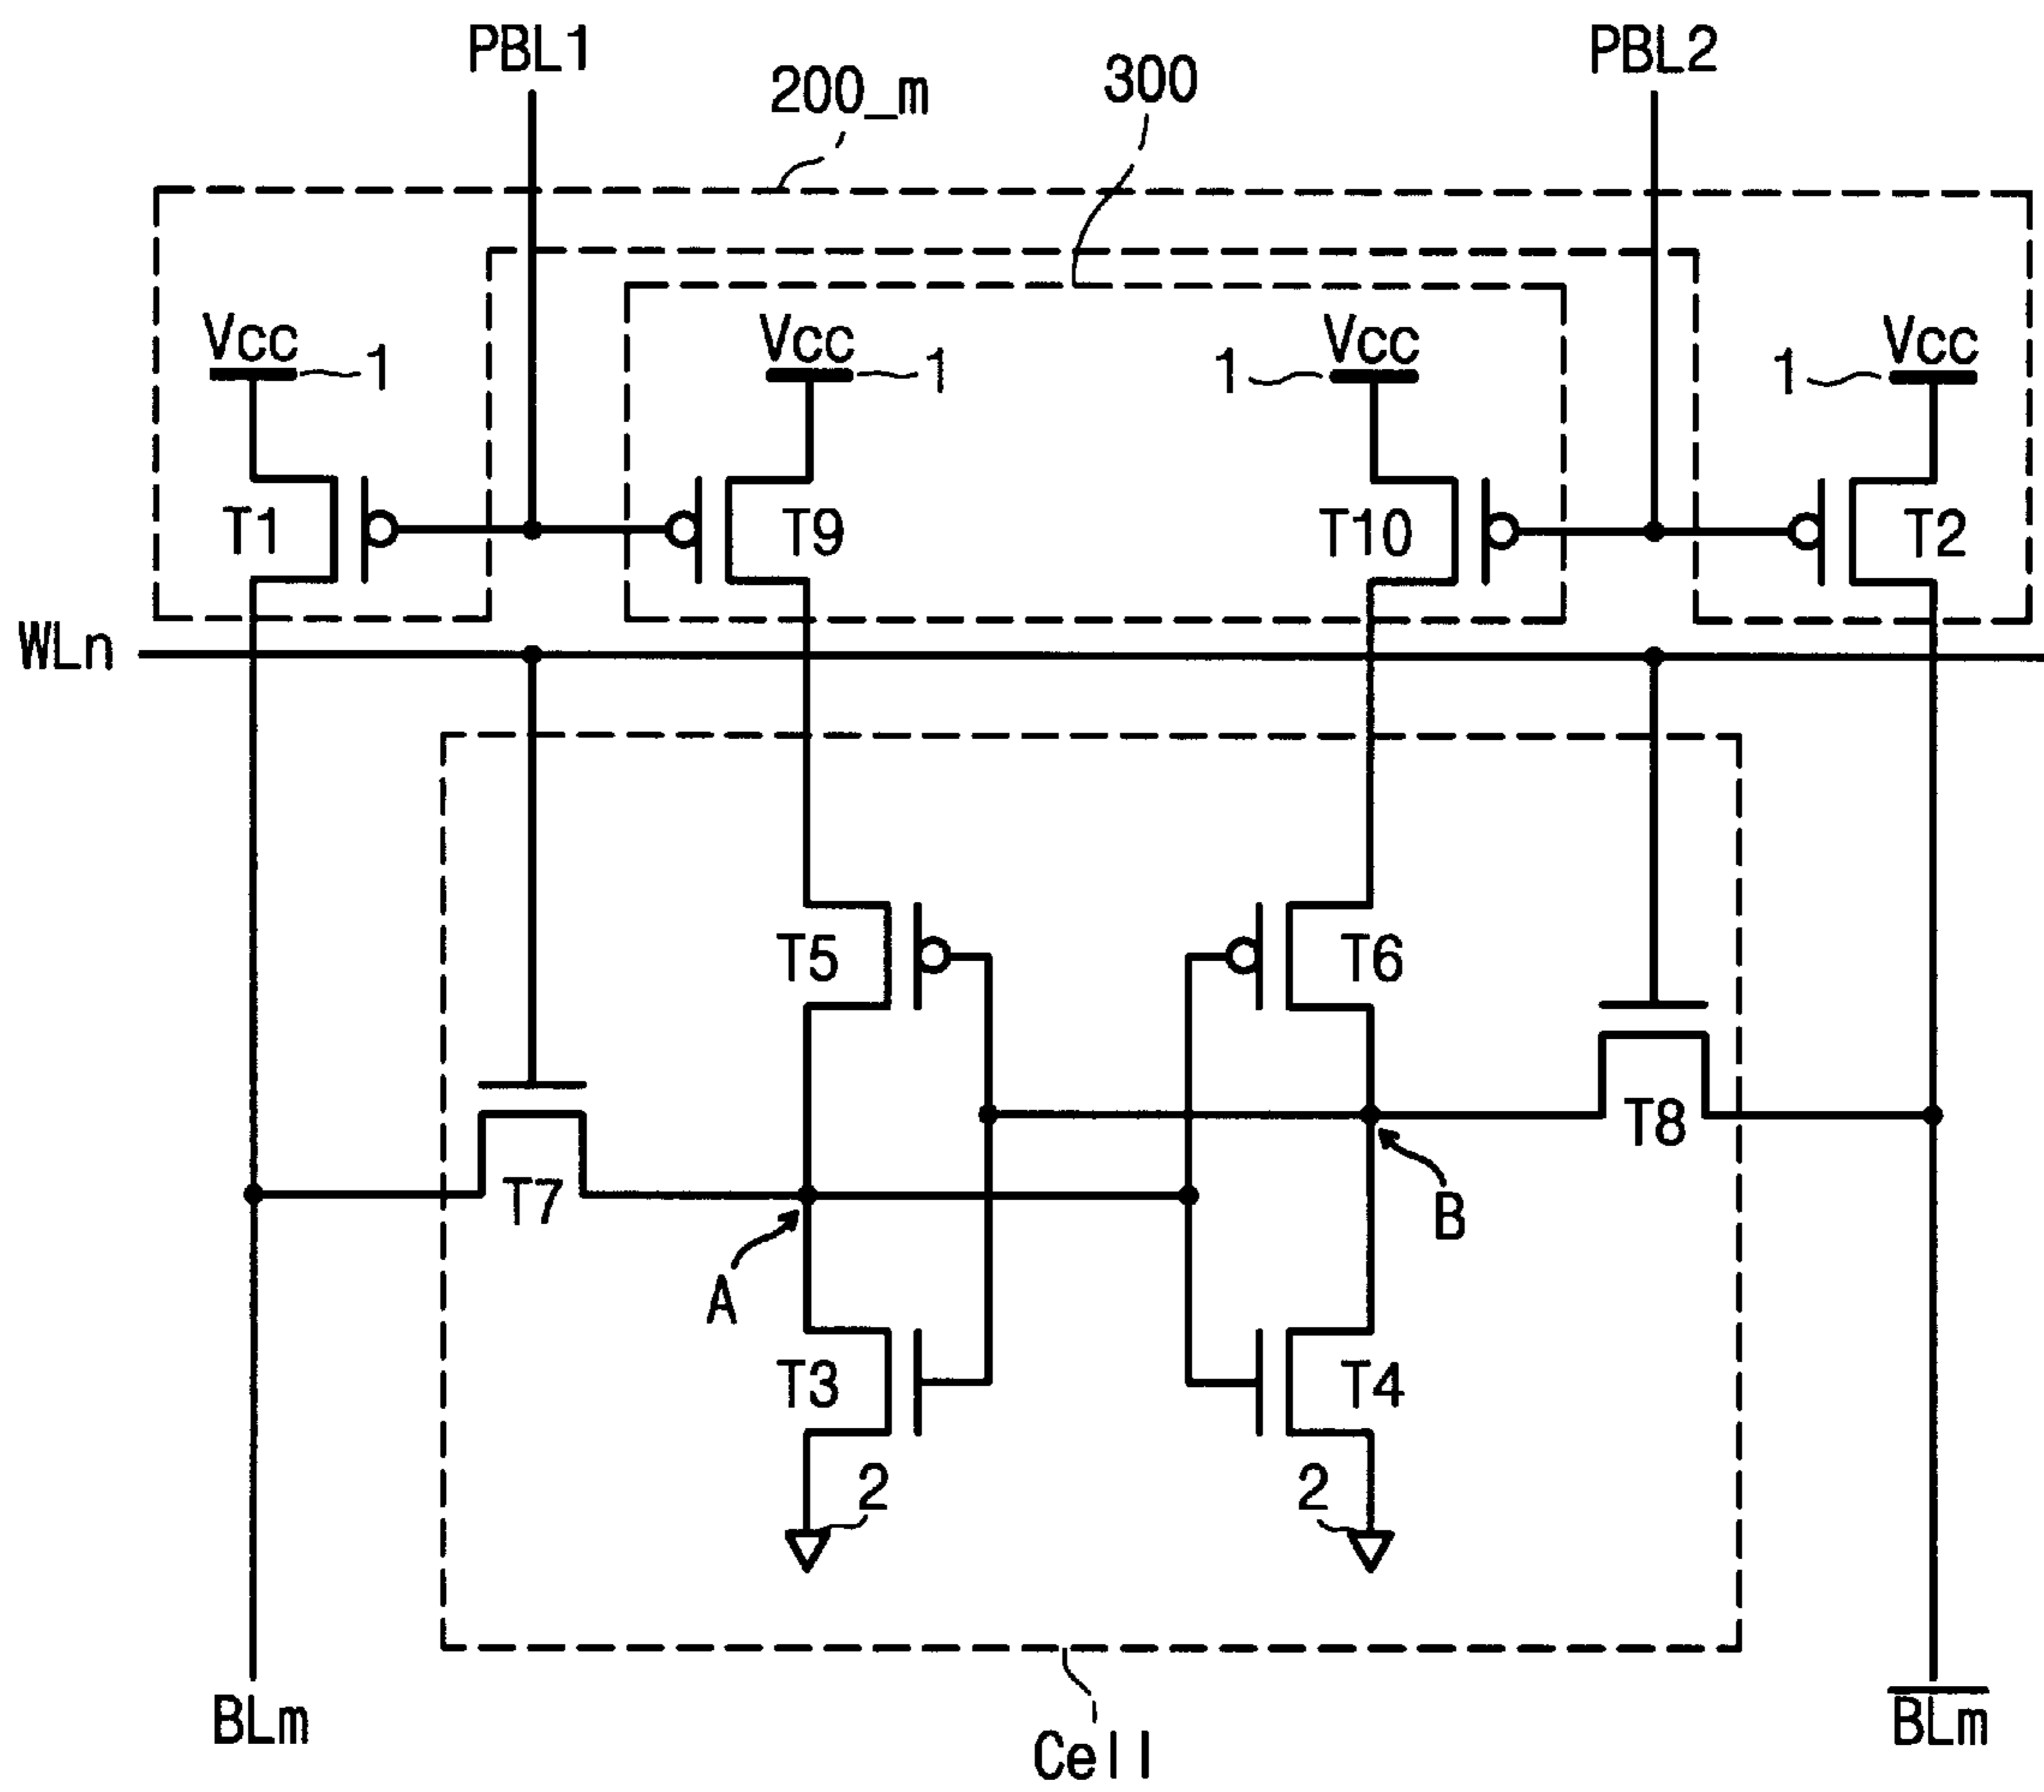 PBL1
PBL2
200_m
300
Vcc
1
Vcc
1
1
Vcc
1
Vcc
T1
T9
T10
T2
WLn
T5
T6
T7
T8
A
B
T3
T4
2
2
BLm
BLm
Cell